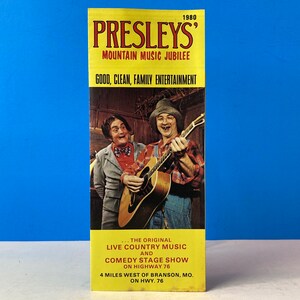 1980
PRESLEYS'
MOUNTAIN MUSIC JUBILEE
GOOD, CLEAN, FAMILY ENTERTAINMENT
...THE ORIGINAL
LIVE COUNTRY MUSIC
AND
COMEDY STAGE SHOW
ON HIGHWAY 76
4 MILES WEST OF BRANSON, MO.
ON HWY. 76